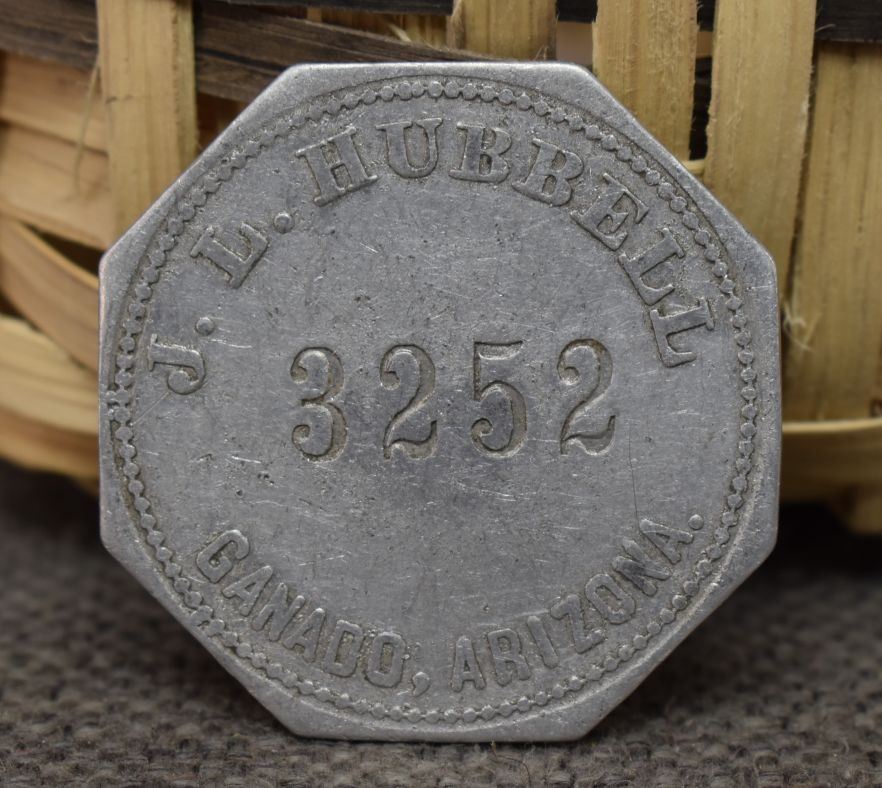 J. L. HUBBELL
3252
GANADO, ARIZONA.